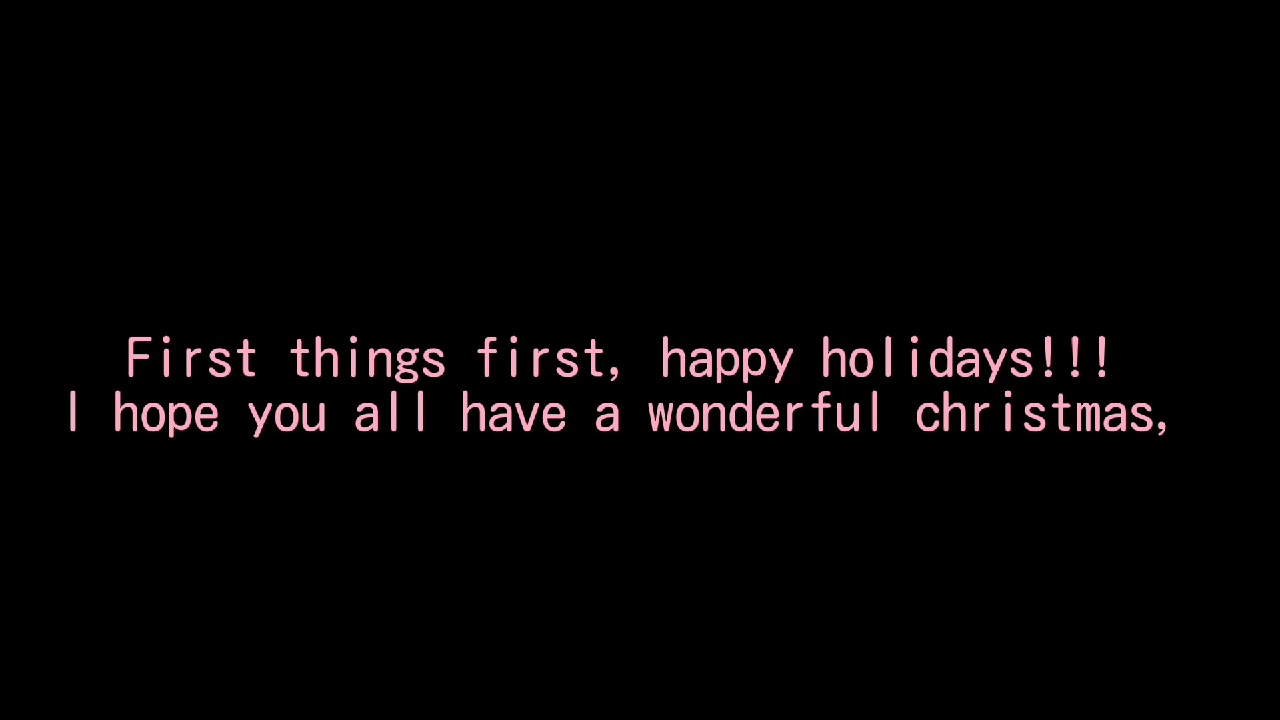 First things first, happy holidays!!!
I hope you all have a wonderful christmas,